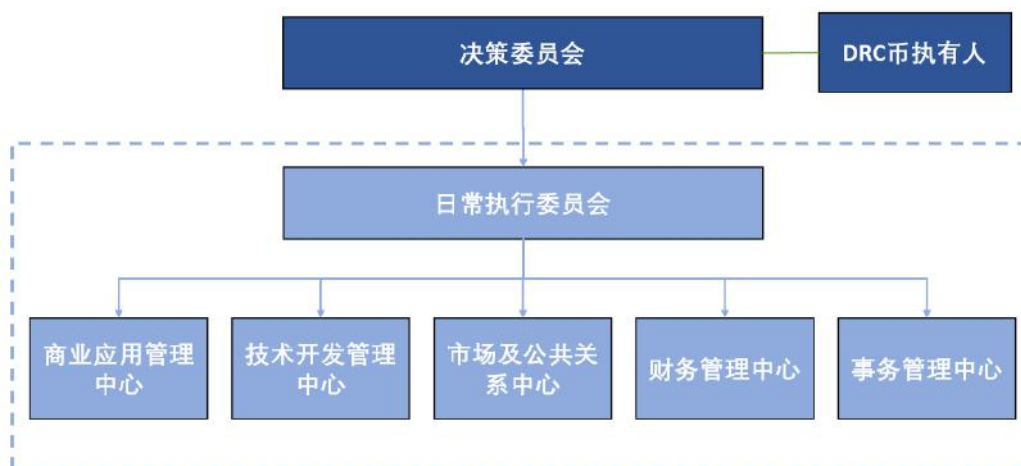 决策委员会
DRC币执有人
日常执行委员会
商业应用管理
中心
技术开发管理
中心
市场及公共关
系中心
财务管理中心
事务管理中心